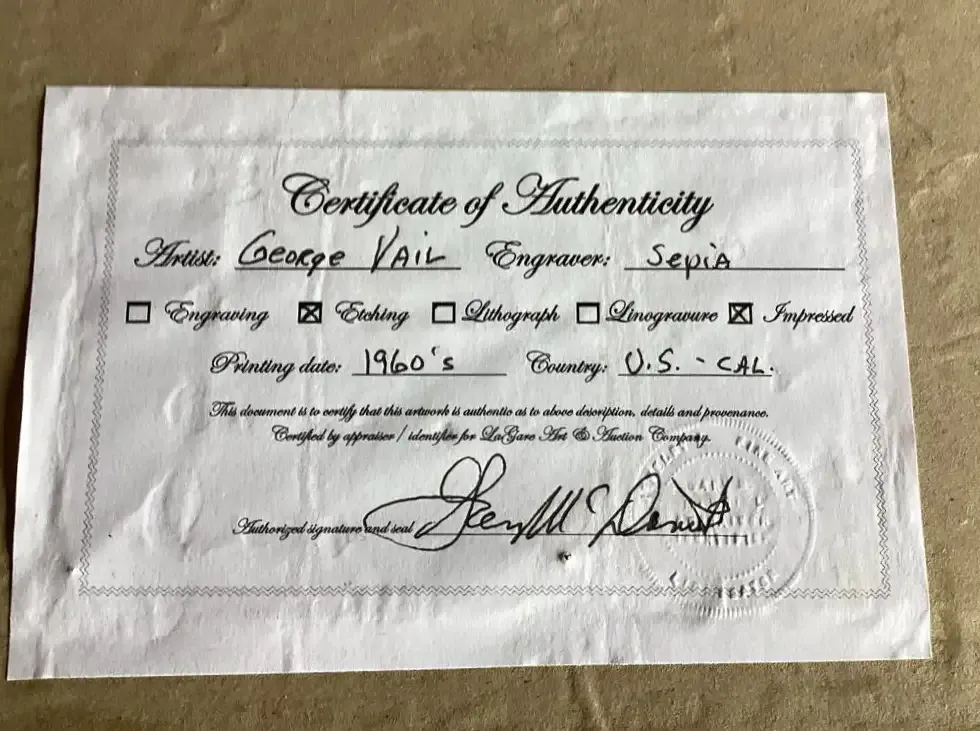 Certificate of Authenticity
Artist: George Vail Engraver: Sepia
☐ Engraving ☒ Etching ☐ Lithograph ☐ Linogravure ☒ Impressed
Printing date: 1960's Country: U.S. - CAL.
This document is to certify that this artwork is authentic as to above description, details and provenance.
Certified by appraiser / identifier for LaGare Art & Auction Company.
Authorized signature and seal
FINE ART